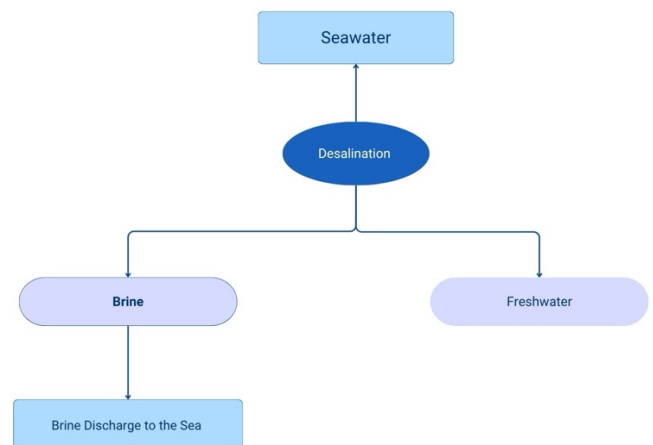 Seawater
Desalination
Brine
Freshwater
Brine Discharge to the Sea